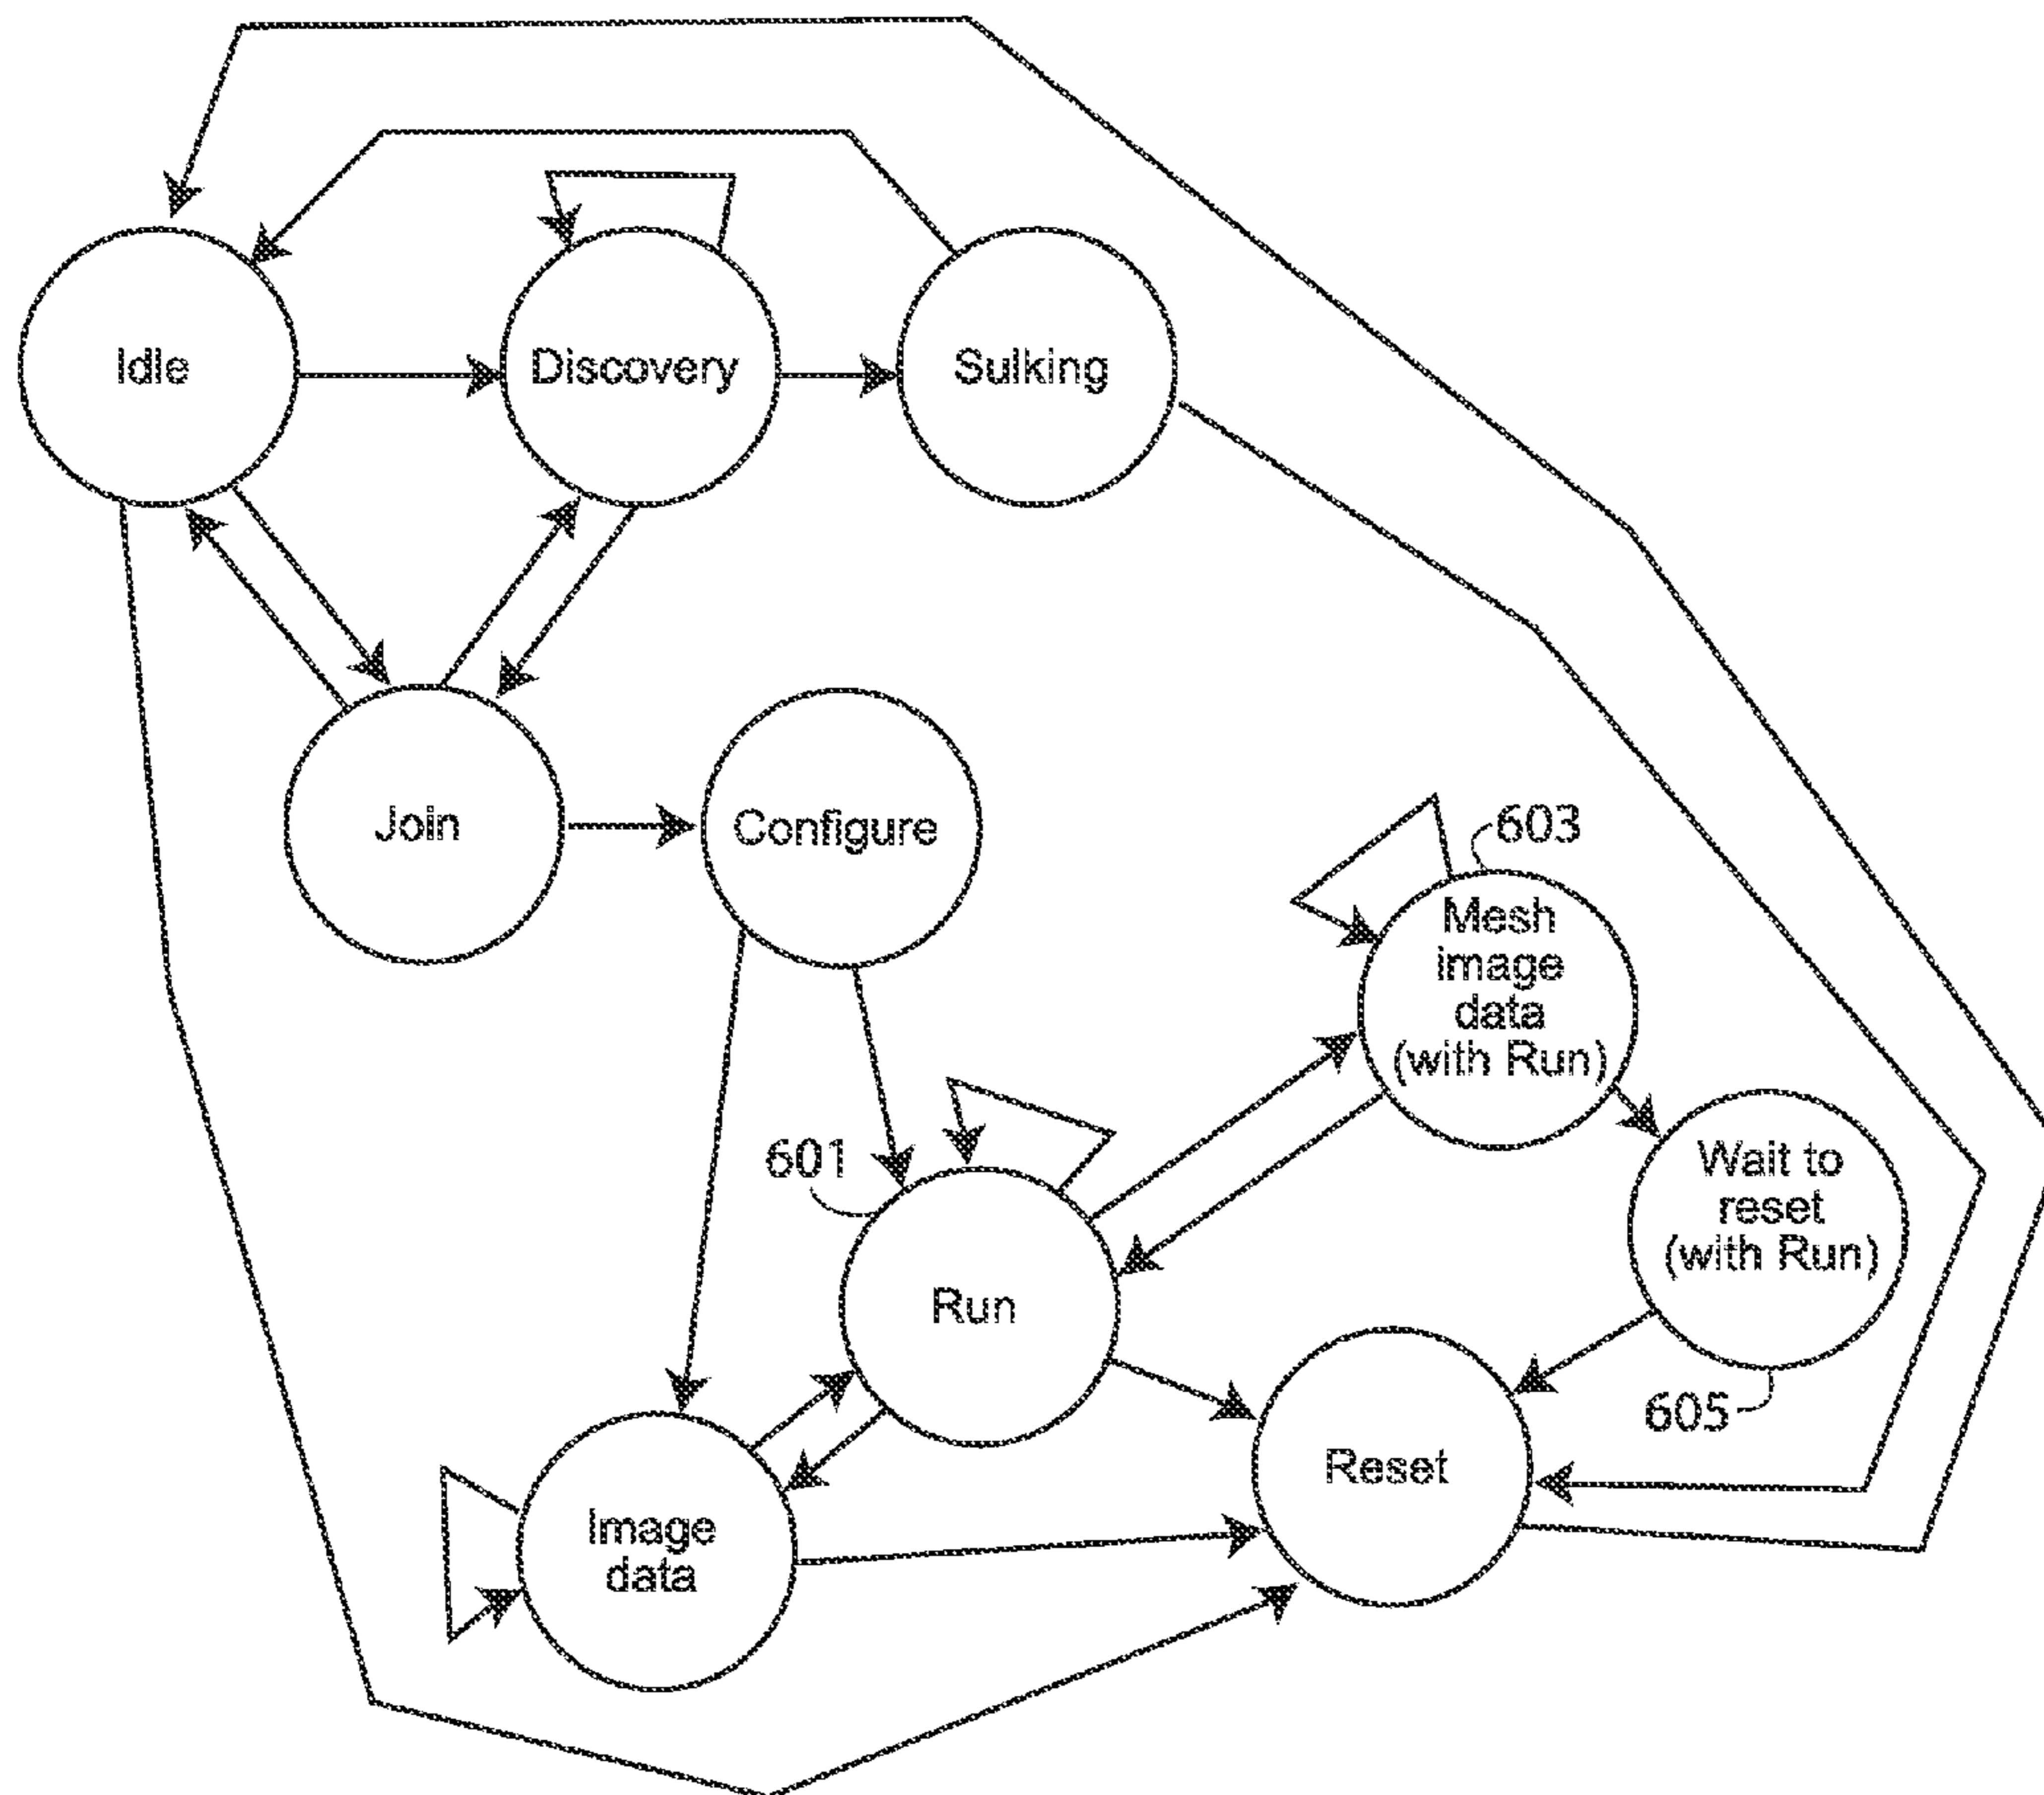 Idle
Discovery
Sulking
Join
Configure
603
Mesh
image
data
(with Run)
601
Wait to
reset
(with Run)
Run
605
Reset
Image
data